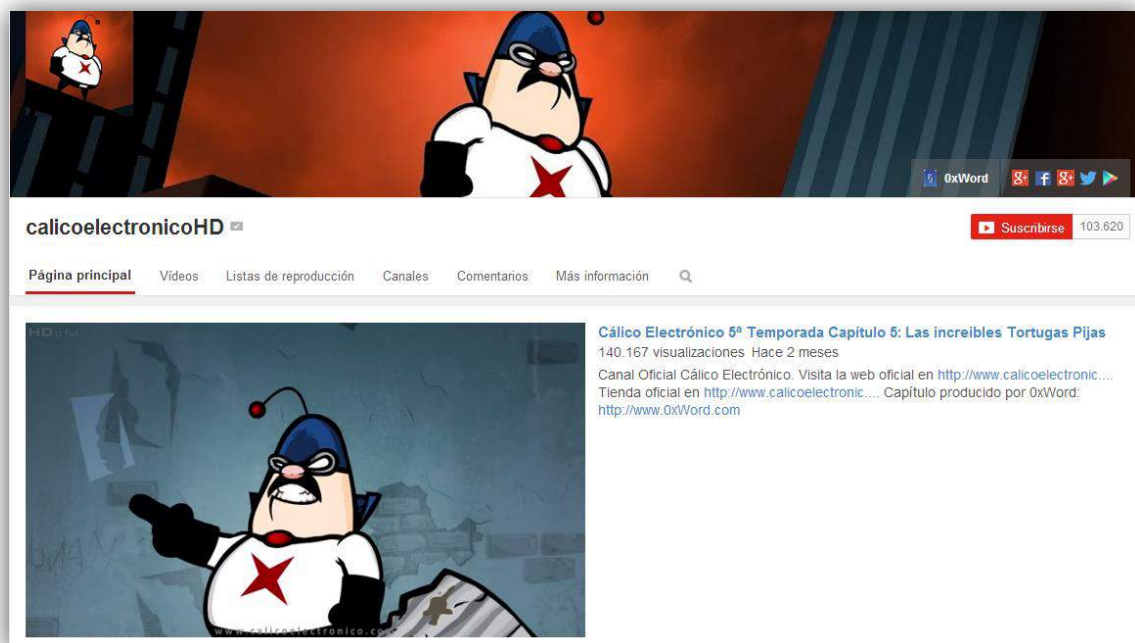 0xWord
calicoelectronicoHD
Suscribirse 103.620
Página principal Vídeos Listas de reproducción Canales Comentarios Más información
Cálico Electrónico 5ª Temporada Capítulo 5: Las increibles Tortugas Pijas
140.167 visualizaciones Hace 2 meses
Canal Oficial Cálico Electrónico. Visita la web oficial en http://www.calicoelectronic....
Tienda oficial en http://www.calicoelectronic.... Capítulo producido por 0xWord:
http://www.0xWord.com
www.calicoelectronico.co